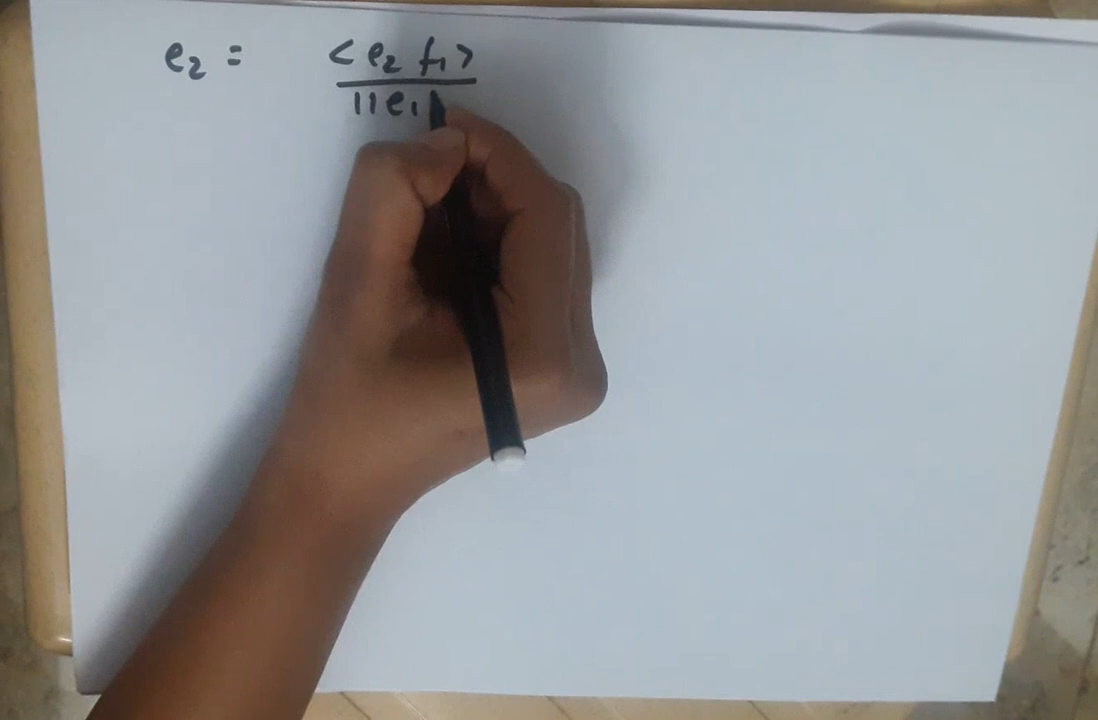 e₂ = <e₂ f₁> / ||e₁|